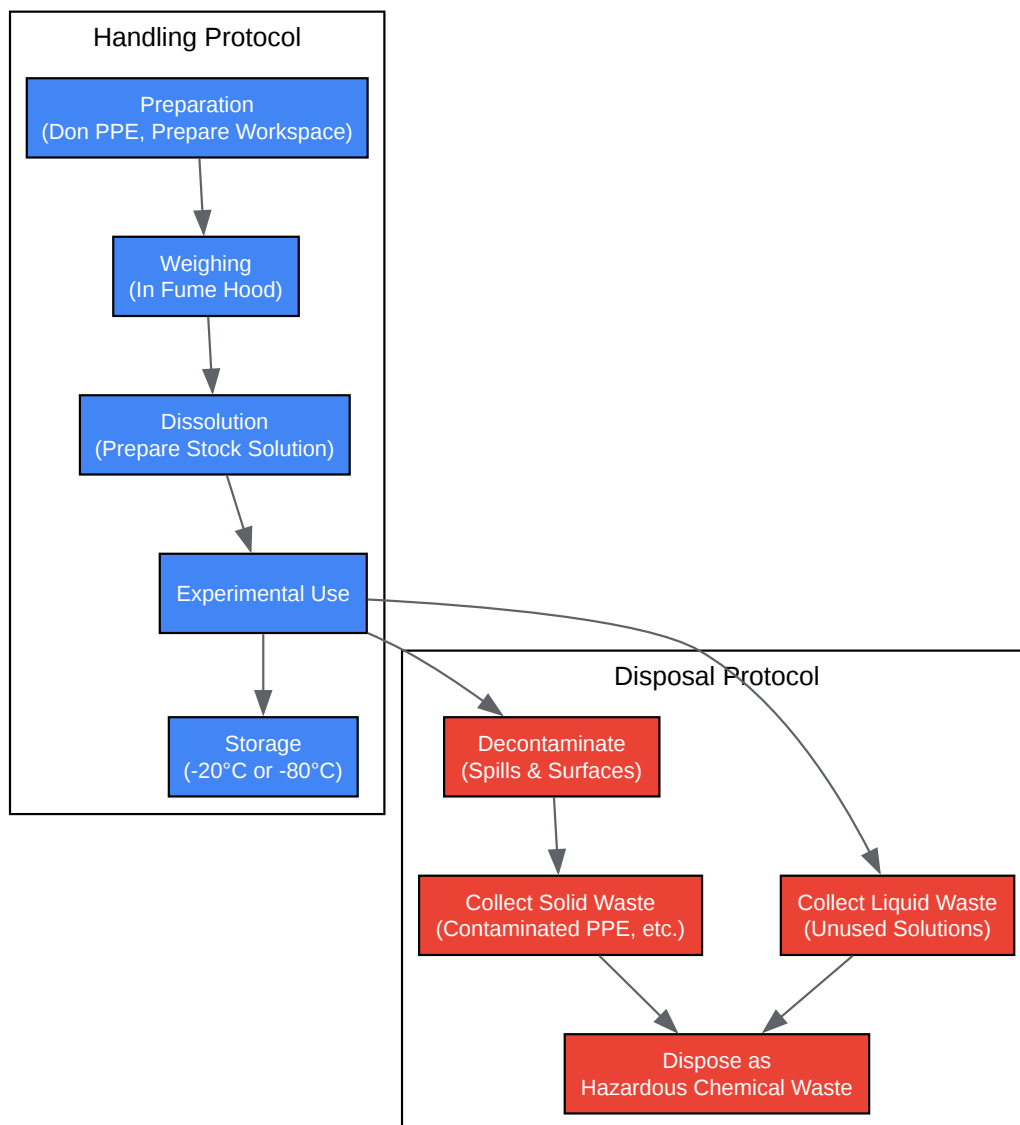 Handling Protocol
Preparation
(Don PPE, Prepare Workspace)
Weighing
(In Fume Hood)
Dissolution
(Prepare Stock Solution)
Experimental Use
Storage
(-20°C or -80°C)
Disposal Protocol
Decontaminate
(Spills & Surfaces)
Collect Solid Waste
(Contaminated PPE, etc.)
Collect Liquid Waste
(Unused Solutions)
Dispose as
Hazardous Chemical Waste